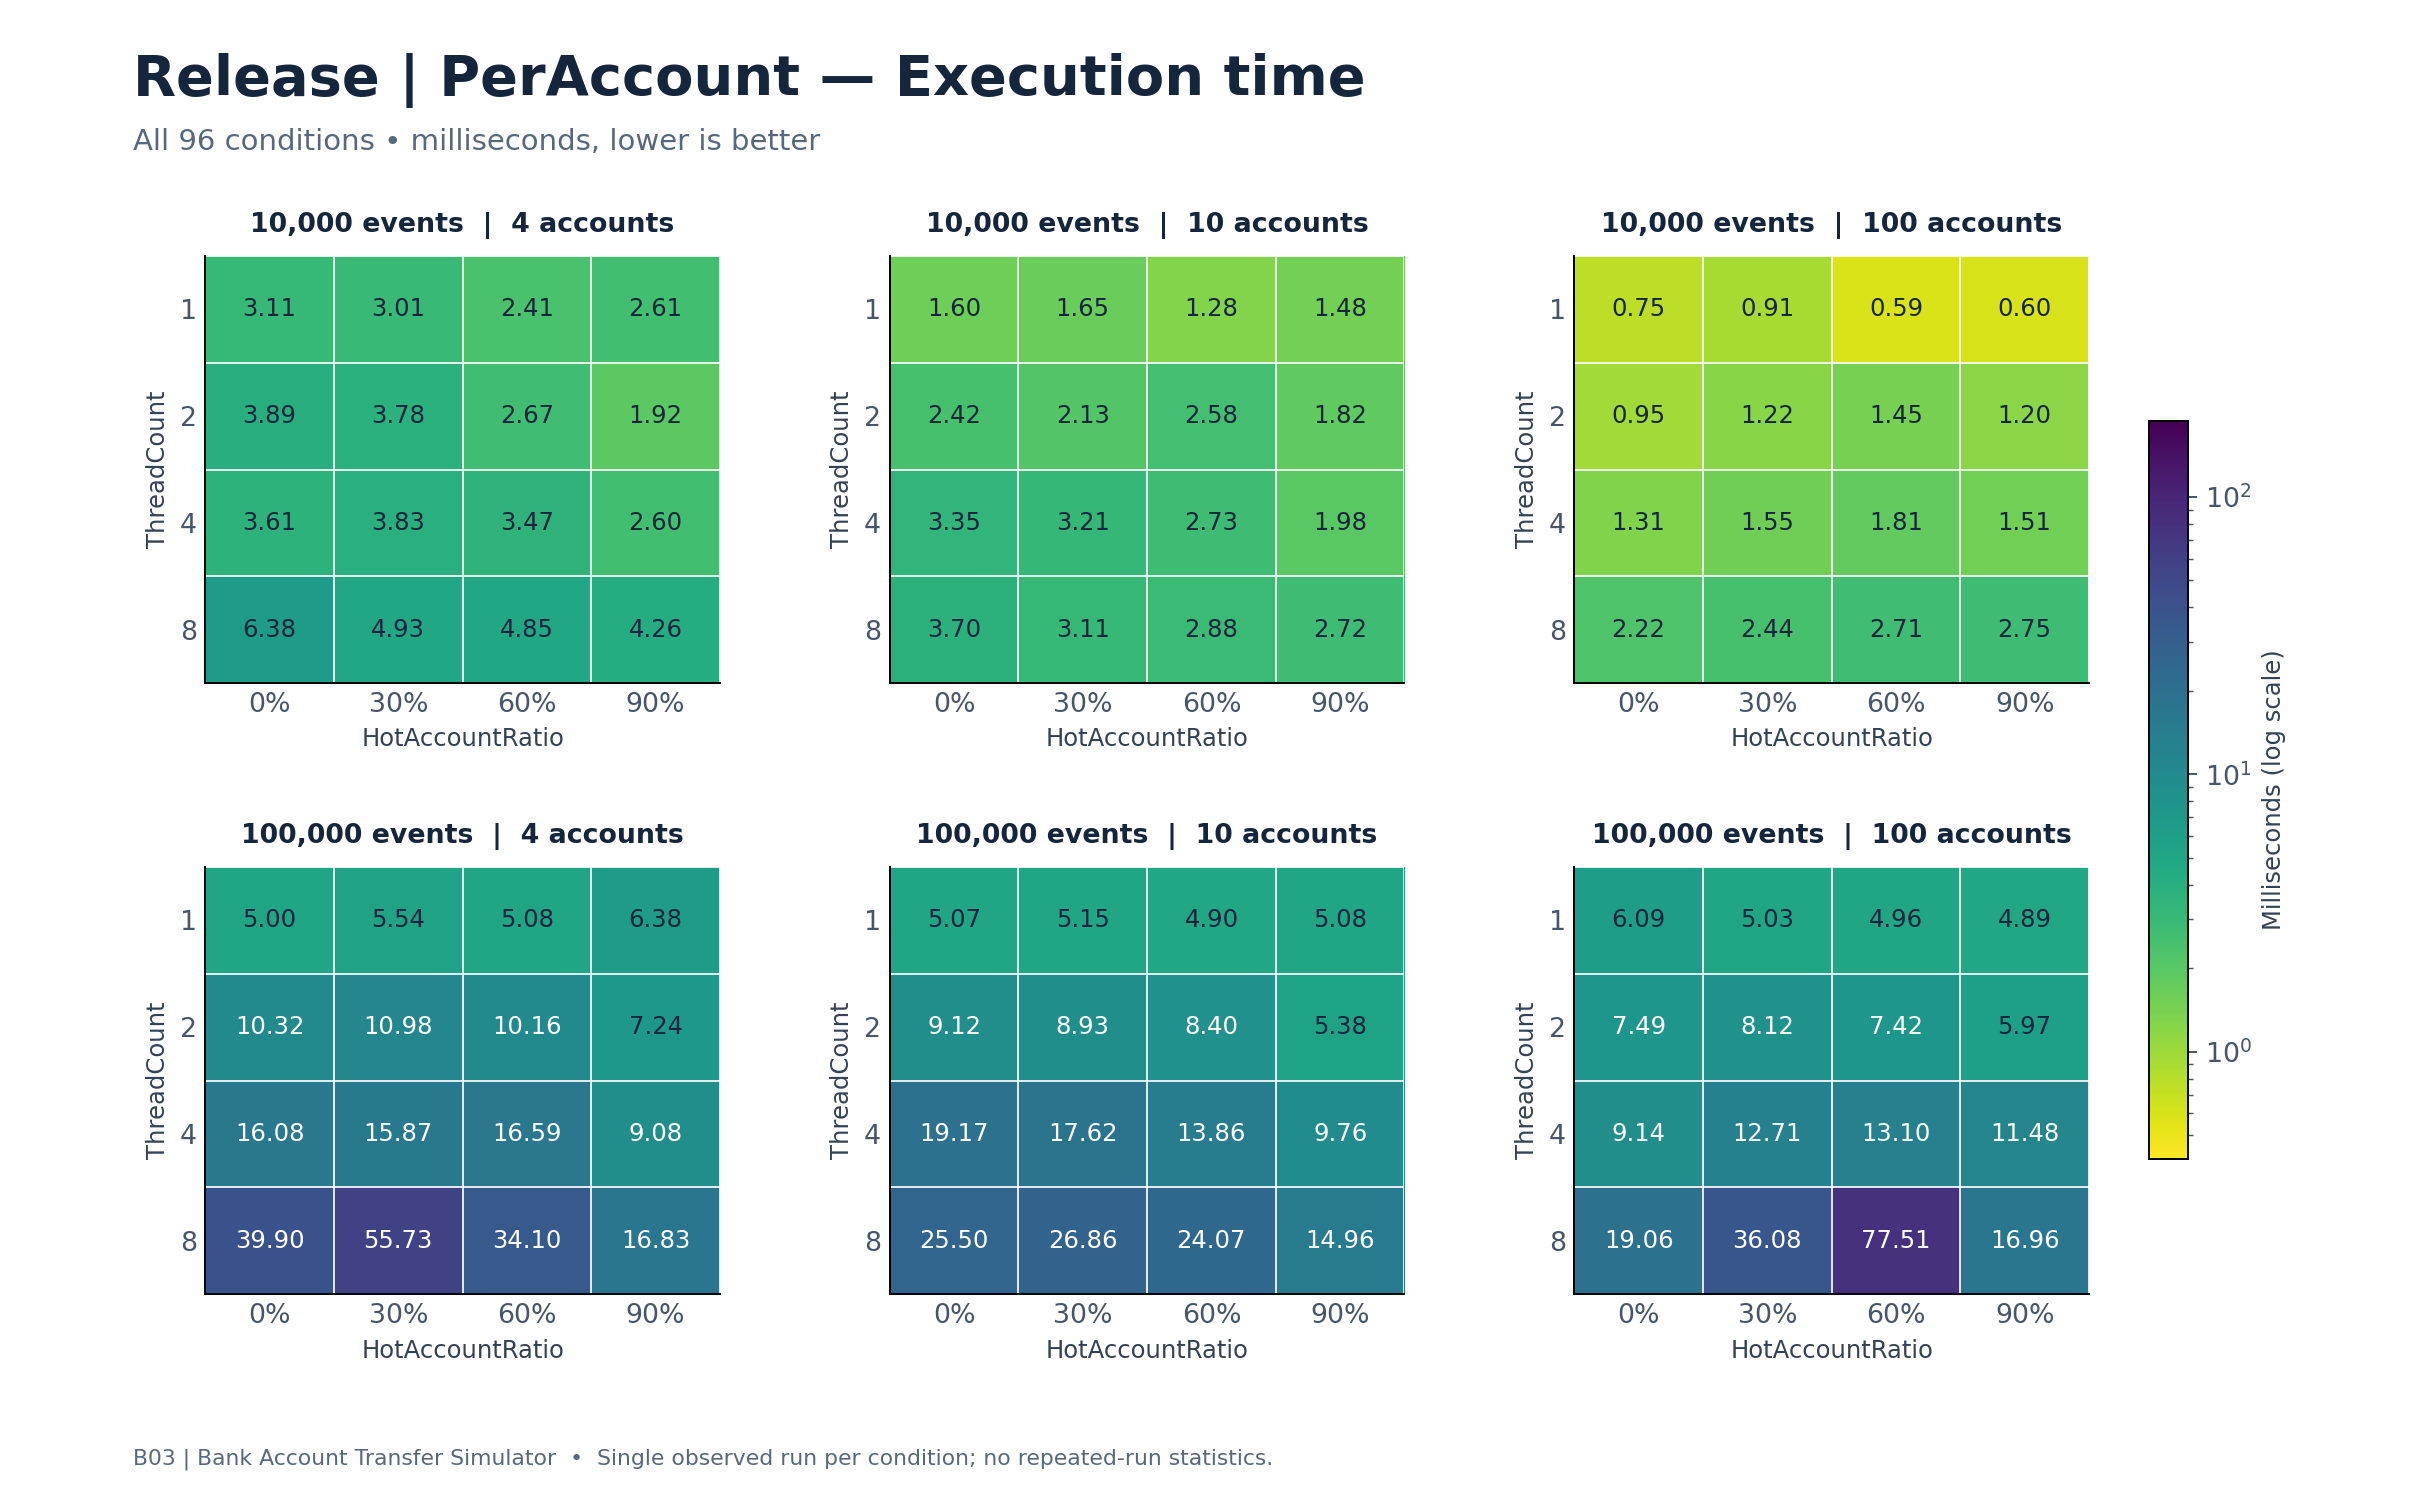 Release | PerAccount — Execution time
All 96 conditions • milliseconds, lower is better
10,000 events | 4 accounts
ThreadCount
1 3.11 3.01 2.41 2.61
2 3.89 3.78 2.67 1.92
4 3.61 3.83 3.47 2.60
8 6.38 4.93 4.85 4.26
0% 30% 60% 90%
HotAccountRatio
10,000 events | 10 accounts
ThreadCount
1 1.60 1.65 1.28 1.48
2 2.42 2.13 2.58 1.82
4 3.35 3.21 2.73 1.98
8 3.70 3.11 2.88 2.72
0% 30% 60% 90%
HotAccountRatio
10,000 events | 100 accounts
ThreadCount
1 0.75 0.91 0.59 0.60
2 0.95 1.22 1.45 1.20
4 1.31 1.55 1.81 1.51
8 2.22 2.44 2.71 2.75
0% 30% 60% 90%
HotAccountRatio
100,000 events | 4 accounts
ThreadCount
1 5.00 5.54 5.08 6.38
2 10.32 10.98 10.16 7.24
4 16.08 15.87 16.59 9.08
8 39.90 55.73 34.10 16.83
0% 30% 60% 90%
HotAccountRatio
100,000 events | 10 accounts
ThreadCount
1 5.07 5.15 4.90 5.08
2 9.12 8.93 8.40 5.38
4 19.17 17.62 13.86 9.76
8 25.50 26.86 24.07 14.96
0% 30% 60% 90%
HotAccountRatio
100,000 events | 100 accounts
ThreadCount
1 6.09 5.03 4.96 4.89
2 7.49 8.12 7.42 5.97
4 9.14 12.71 13.10 11.48
8 19.06 36.08 77.51 16.96
0% 30% 60% 90%
HotAccountRatio
10²
10¹
10⁰
Milliseconds (log scale)
B03 | Bank Account Transfer Simulator • Single observed run per condition; no repeated-run statistics.